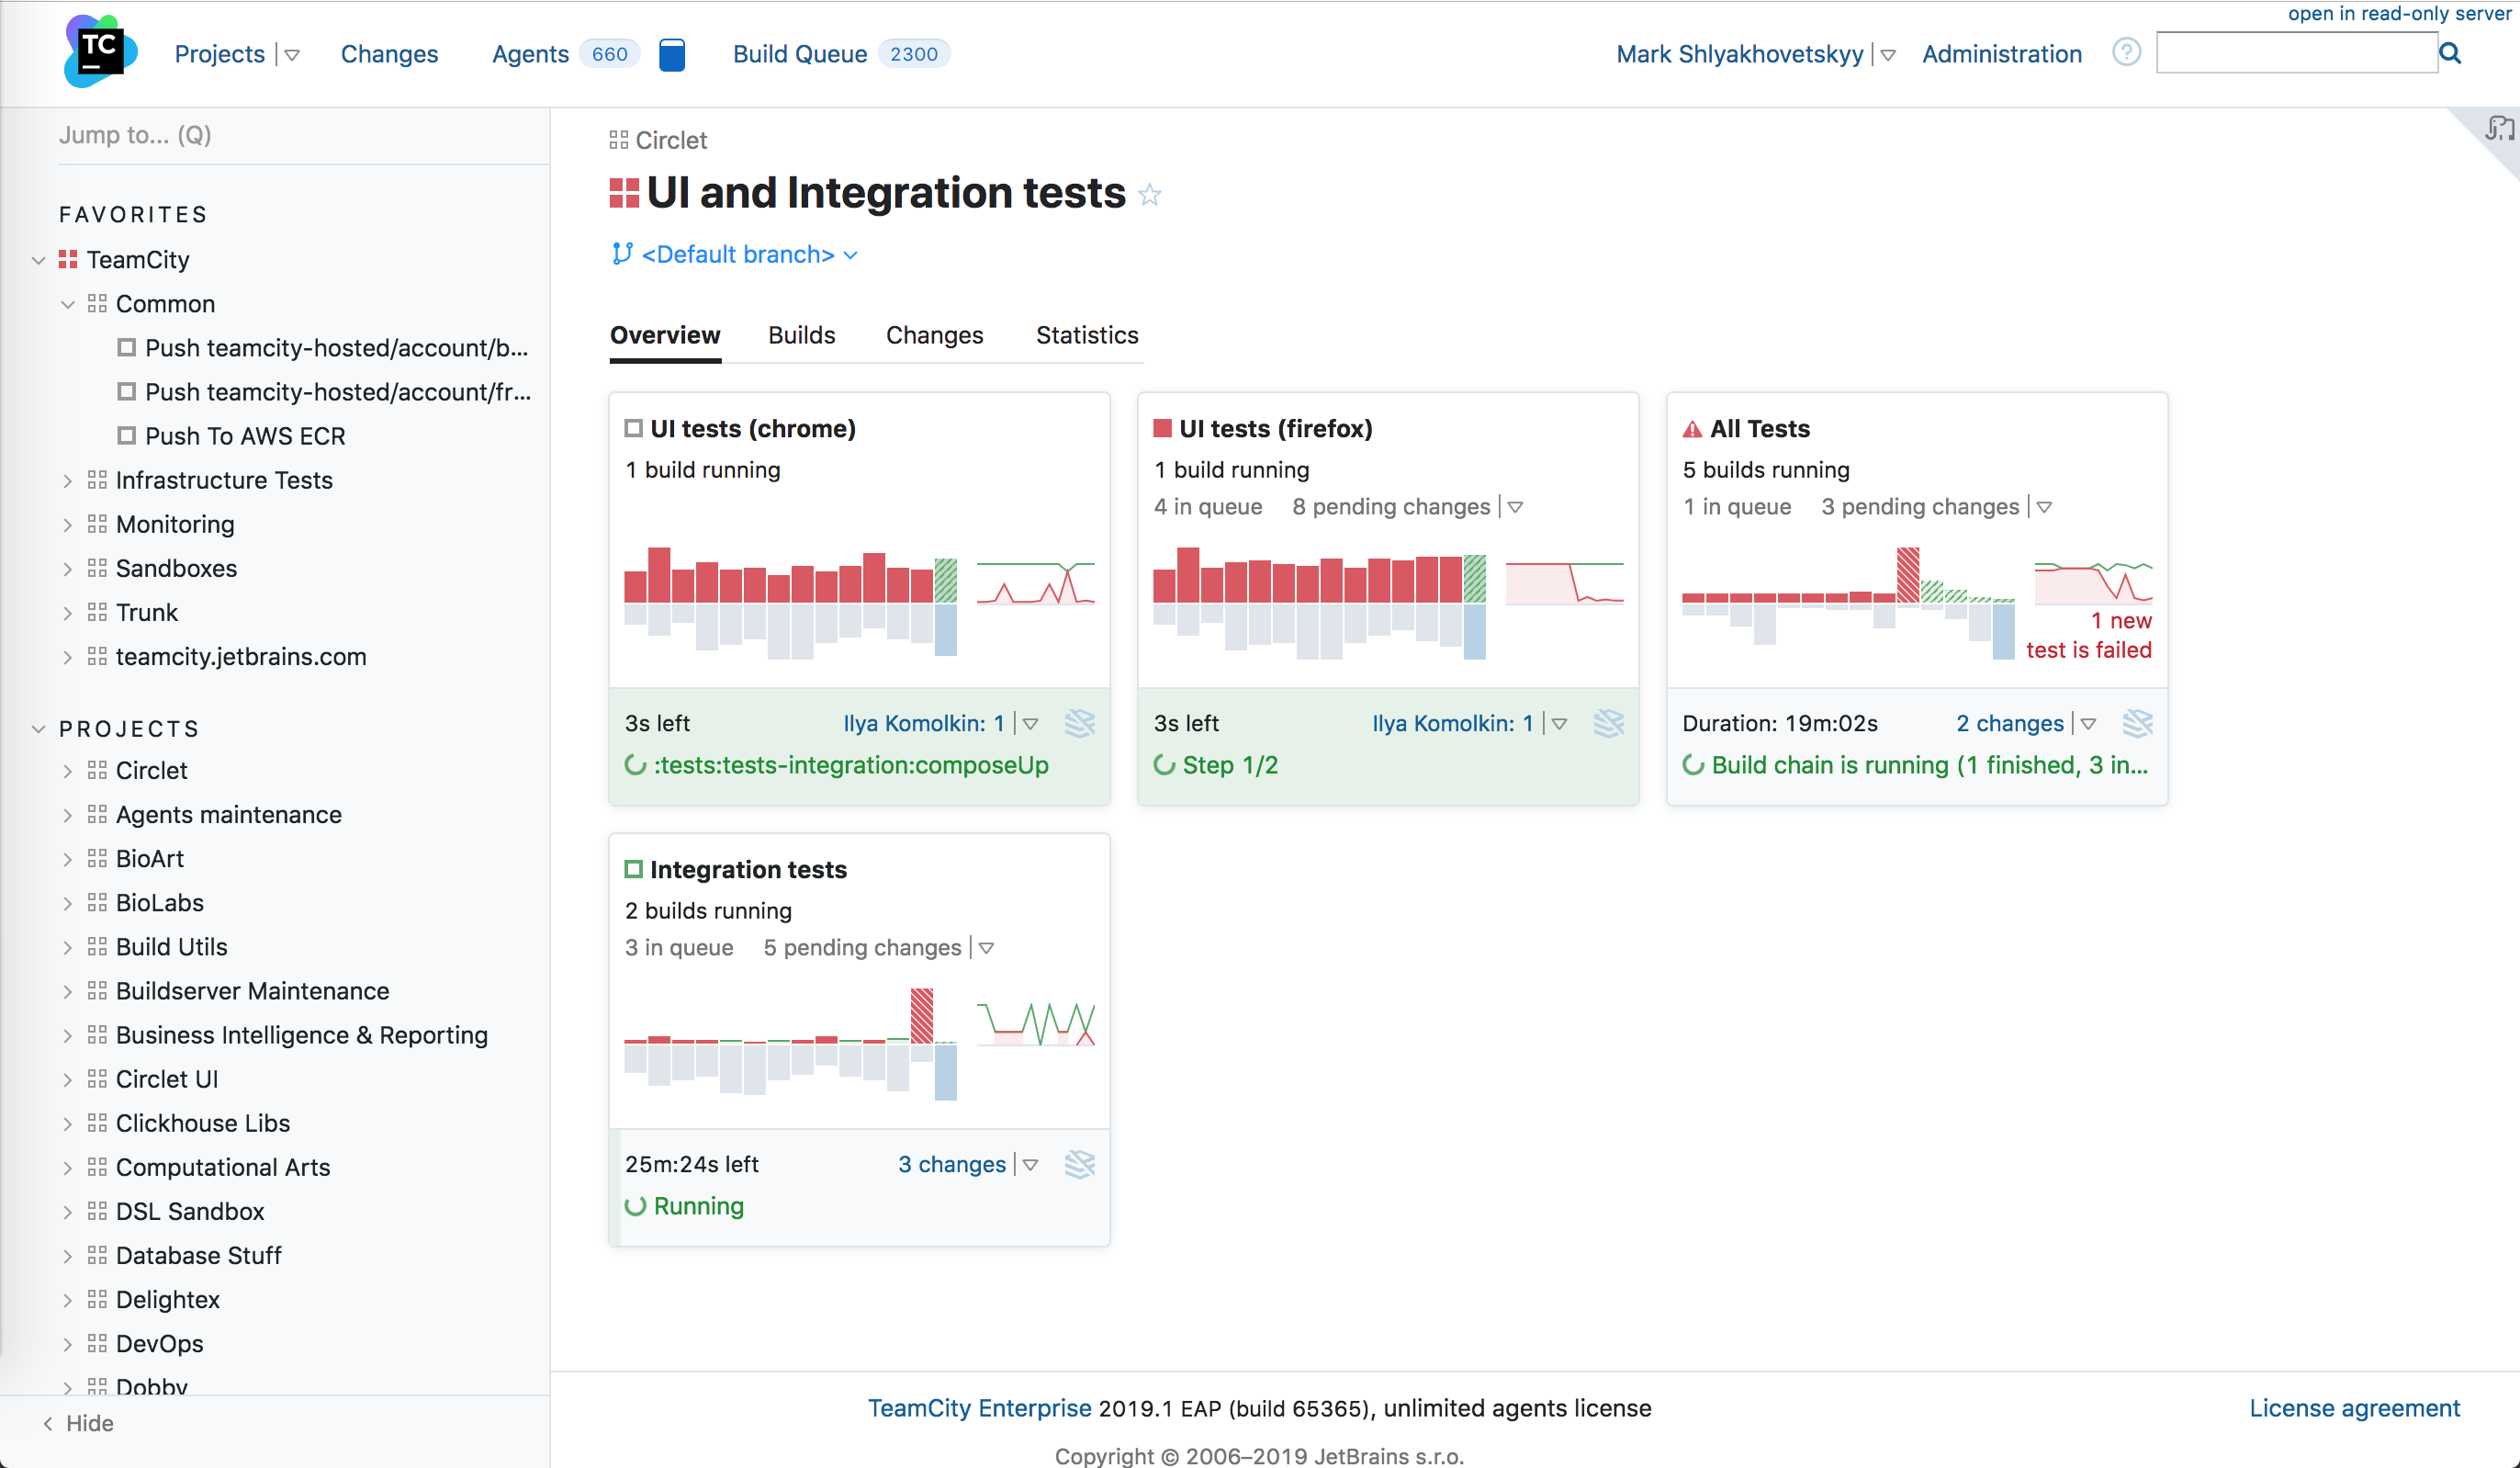 open in read-only server
TC
Projects
Changes
Agents 660
Build Queue 2300
Mark Shlyakhovetskyy
Administration
?
Jump to... (Q)
FAVORITES
TeamCity
Common
Push teamcity-hosted/account/b...
Push teamcity-hosted/account/fr...
Push To AWS ECR
Infrastructure Tests
Monitoring
Sandboxes
Trunk
teamcity.jetbrains.com
PROJECTS
Circlet
Agents maintenance
BioArt
BioLabs
Build Utils
Buildserver Maintenance
Business Intelligence & Reporting
Circlet UI
Clickhouse Libs
Computational Arts
DSL Sandbox
Database Stuff
Delightex
DevOps
Dobby
Hide
Circlet
UI and Integration tests
<Default branch>
Overview
Builds
Changes
Statistics
UI tests (chrome)
1 build running
3s left
Ilya Komolkin: 1
:tests:tests-integration:composeUp
UI tests (firefox)
1 build running
4 in queue 8 pending changes
3s left
Ilya Komolkin: 1
Step 1/2
All Tests
5 builds running
1 in queue 3 pending changes
1 new
test is failed
Duration: 19m:02s
2 changes
Build chain is running (1 finished, 3 in...
Integration tests
2 builds running
3 in queue 5 pending changes
25m:24s left
3 changes
Running
TeamCity Enterprise 2019.1 EAP (build 65365), unlimited agents license
License agreement
Copyright © 2006–2019 JetBrains s.r.o.